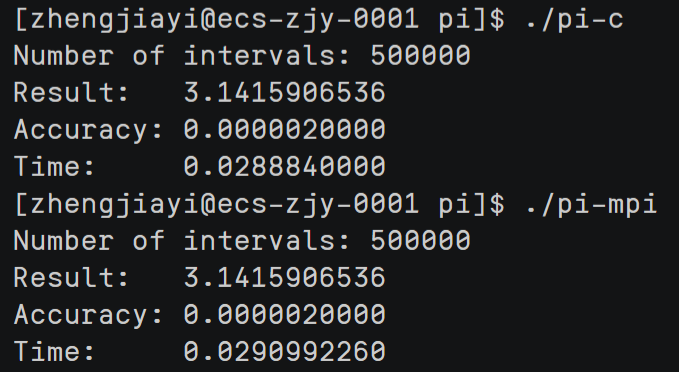 [zhengjiayi@ecs-zjy-0001 pi]$ ./pi-c
Number of intervals: 500000
Result:   3.1415906536
Accuracy: 0.0000020000
Time:     0.0288840000
[zhengjiayi@ecs-zjy-0001 pi]$ ./pi-mpi
Number of intervals: 500000
Result:   3.1415906536
Accuracy: 0.0000020000
Time:     0.0290992260